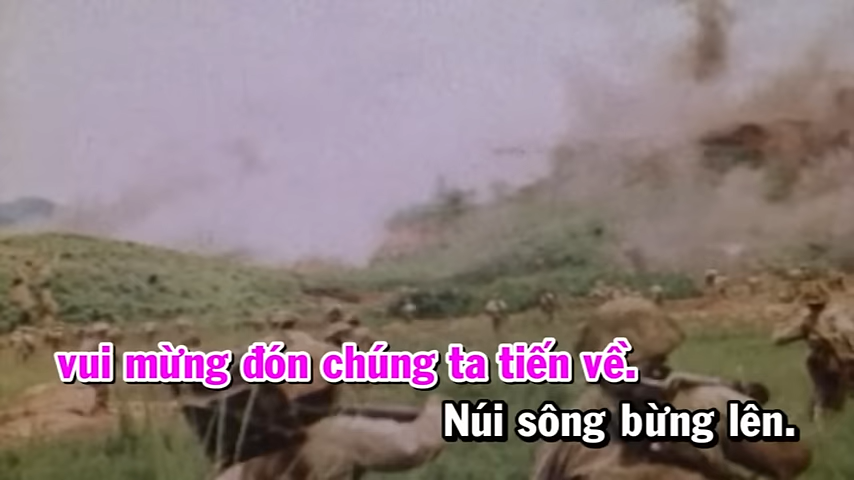 vui mừng đón chúng ta tiến về.
Núi sông bừng lên.